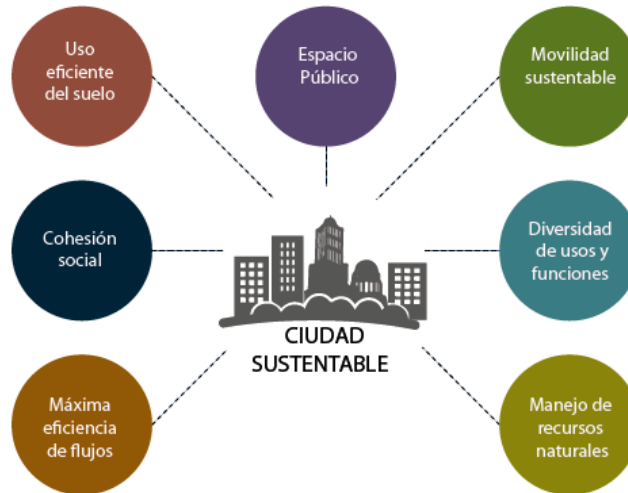 Uso
eficiente
del suelo
Espacio
Público
Movilidad
sustentable
Cohesión
social
Diversidad
de usos y
funciones
CIUDAD
SUSTENTABLE
Máxima
eficiencia
de flujos
Manejo de
recursos
naturales